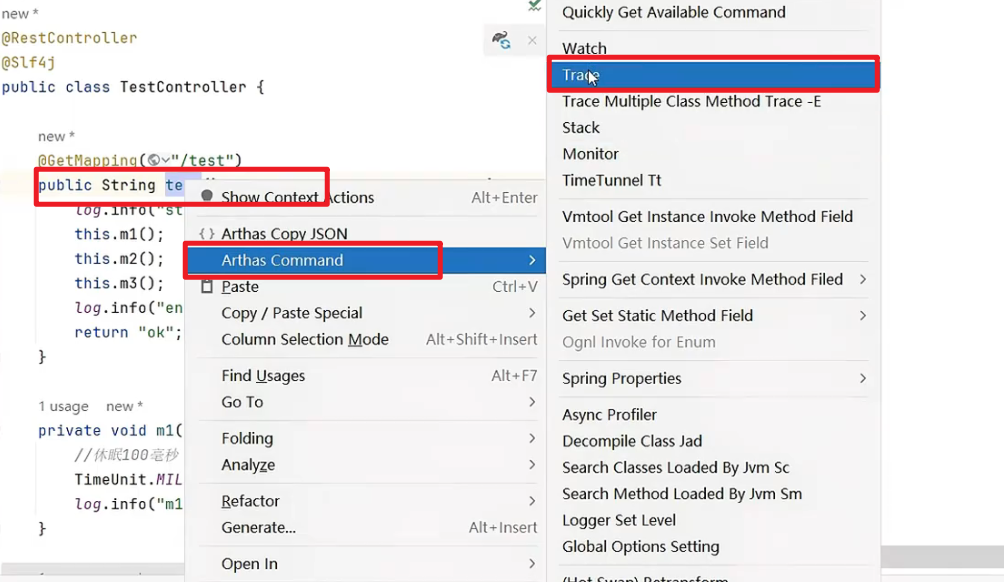 new *
@RestController
@Slf4j
public class TestController {
new *
@GetMapping("/test")
public String te
log.info("st
this.m1();
this.m2();
this.m3();
log.info("en
return "ok";
}
1 usage new *
private void m1(
//休眠100毫秒
TimeUnit.MIL
log.info("m1
}
Show Context Actions Alt+Enter
Arthas Copy JSON
Arthas Command
Paste Ctrl+V
Copy / Paste Special
Column Selection Mode Alt+Shift+Insert
Find Usages Alt+F7
Go To
Folding
Analyze
Refactor
Generate... Alt+Insert
Open In
Quickly Get Available Command
Watch
Trace
Trace Multiple Class Method Trace -E
Stack
Monitor
TimeTunnel Tt
Vmtool Get Instance Invoke Method Field
Vmtool Get Instance Set Field
Spring Get Context Invoke Method Filed
Get Set Static Method Field
Ognl Invoke for Enum
Spring Properties
Async Profiler
Decompile Class Jad
Search Classes Loaded By Jvm Sc
Search Method Loaded By Jvm Sm
Logger Set Level
Global Options Setting
(Hot Swap) Retransform